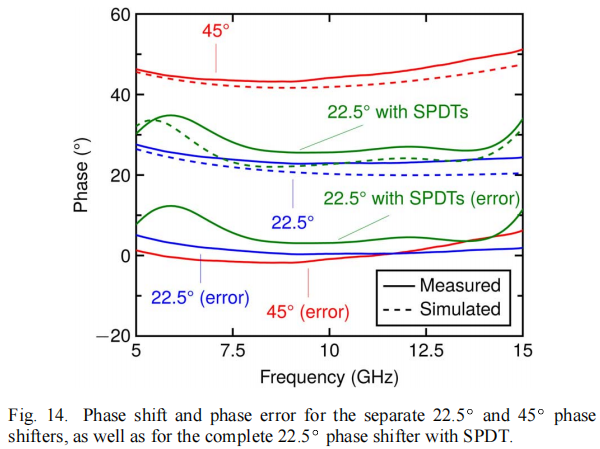 60
45°
40
22.5° with SPDTs
Phase (°)
20
22.5° with SPDTs (error)
22.5°
0
22.5° (error)
45° (error)
Measured
Simulated
−20
5 7.5 10 12.5 15
Frequency (GHz)
Fig. 14. Phase shift and phase error for the separate 22.5° and 45° phase
shifters, as well as for the complete 22.5° phase shifter with SPDT.